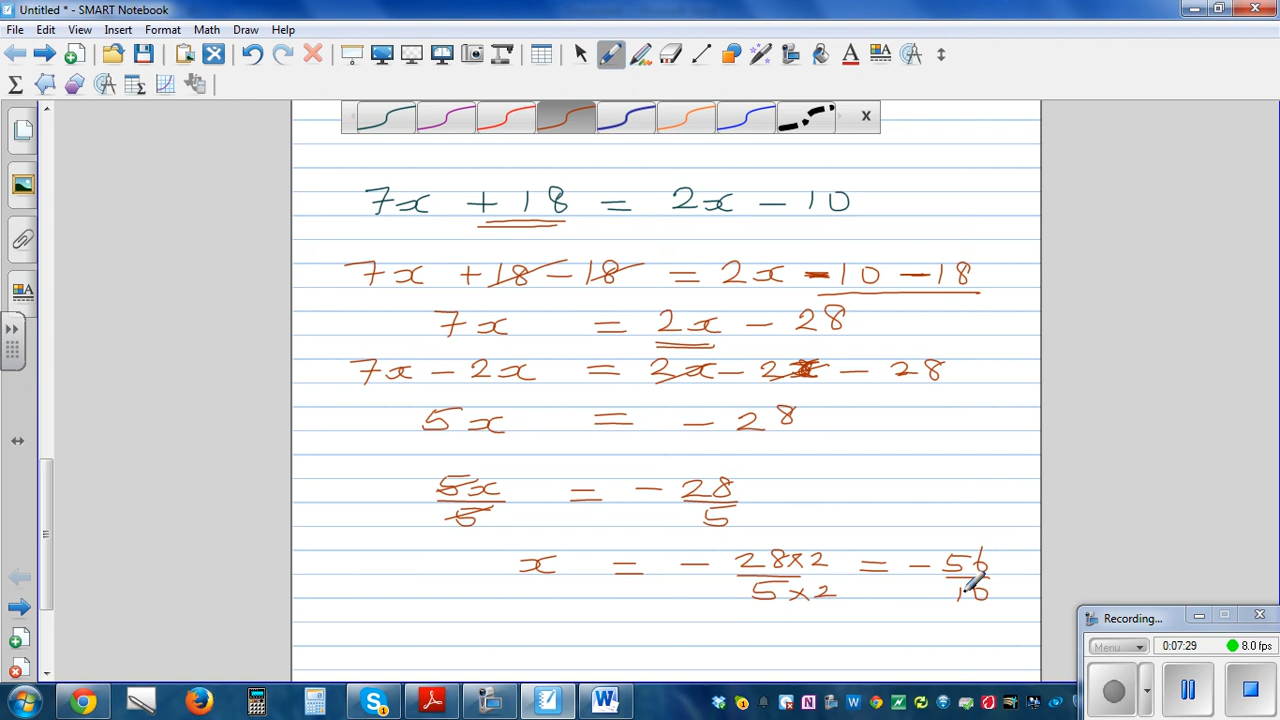 Untitled * - SMART Notebook
File Edit View Insert Format Math Draw Help
7x + 18 = 2x - 10
7x + 18 - 18 = 2x - 10 - 18
7x = 2x - 28
7x - 2x = 2x - 2x - 28
5x = - 28
5x/5 = - 28/5
x = - 28×2/5×2 = - 56/10
Recording...
Menu 0:07:29 8.0 fps